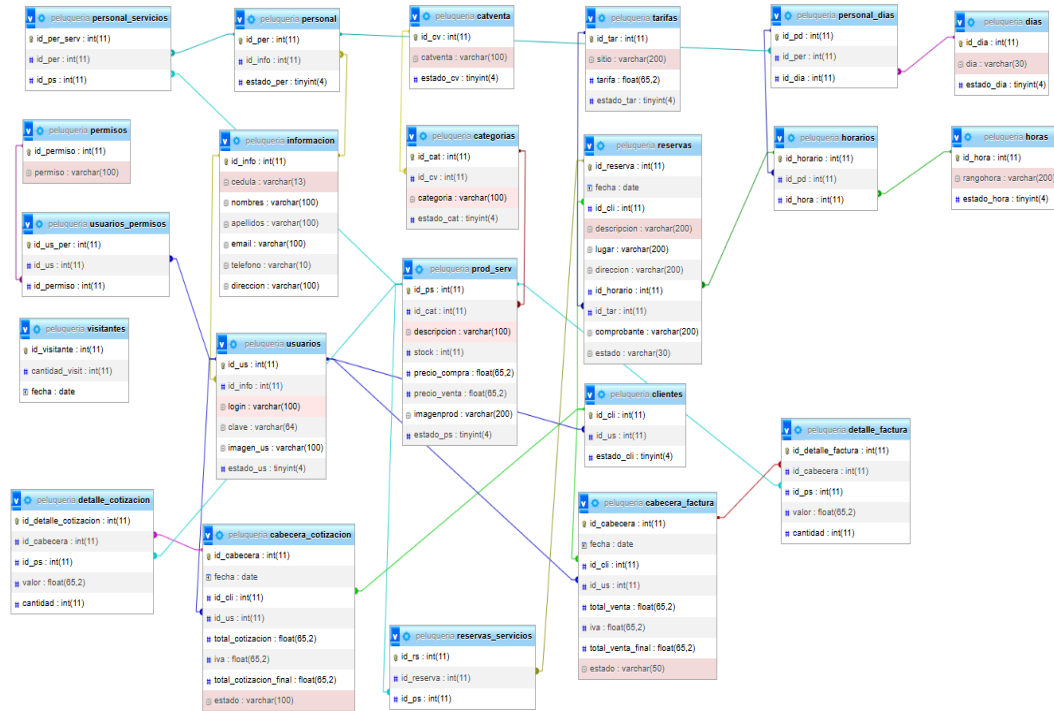 peluqueria personal_servicios
id_per_serv : int(11)
id_per : int(11)
id_ps : int(11)
peluqueria personal
id_per : int(11)
id_info : int(11)
estado_per : tinyint(4)
peluqueria catventa
id_cv : int(11)
catventa : varchar(100)
estado_cv : tinyint(4)
peluqueria tarifas
id_tar : int(11)
sitio : varchar(200)
tarifa : float(65,2)
estado_tar : tinyint(4)
peluqueria personal_dias
id_pd : int(11)
id_per : int(11)
id_dia : int(11)
peluqueria dias
id_dia : int(11)
dia : varchar(30)
estado_dia : tinyint(4)
peluqueria permisos
id_permiso : int(11)
permiso : varchar(100)
peluqueria informacion
id_info : int(11)
cedula : varchar(13)
nombres : varchar(100)
apellidos : varchar(100)
email : varchar(100)
telefono : varchar(10)
direccion : varchar(100)
peluqueria categorias
id_cat : int(11)
id_cv : int(11)
categoria : varchar(100)
estado_cat : tinyint(4)
peluqueria reservas
id_reserva : int(11)
fecha : date
id_cli : int(11)
descripcion : varchar(200)
lugar : varchar(200)
direccion : varchar(200)
id_horario : int(11)
id_tar : int(11)
comprobante : varchar(200)
estado : varchar(30)
peluqueria horarios
id_horario : int(11)
id_pd : int(11)
id_hora : int(11)
peluqueria horas
id_hora : int(11)
rangohora : varchar(200)
estado_hora : tinyint(4)
peluqueria usuarios_permisos
id_us_per : int(11)
id_us : int(11)
id_permiso : int(11)
peluqueria prod_serv
id_ps : int(11)
id_cat : int(11)
descripcion : varchar(100)
stock : int(11)
precio_compra : float(65,2)
precio_venta : float(65,2)
imagenprod : varchar(200)
estado_ps : tinyint(4)
peluqueria visitantes
id_visitante : int(11)
cantidad_visit : int(11)
fecha : date
peluqueria usuarios
id_us : int(11)
id_info : int(11)
login : varchar(100)
clave : varchar(64)
imagen_us : varchar(100)
estado_us : tinyint(4)
peluqueria clientes
id_cli : int(11)
id_us : int(11)
estado_cli : tinyint(4)
peluqueria detalle_factura
id_detalle_factura : int(11)
id_cabecera : int(11)
id_ps : int(11)
valor : float(65,2)
cantidad : int(11)
peluqueria detalle_cotizacion
id_detalle_cotizacion : int(11)
id_cabecera : int(11)
id_ps : int(11)
valor : float(65,2)
cantidad : int(11)
peluqueria cabecera_cotizacion
id_cabecera : int(11)
fecha : date
id_cli : int(11)
id_us : int(11)
total_cotizacion : float(65,2)
iva : float(65,2)
total_cotizacion_final : float(65,2)
estado : varchar(100)
peluqueria cabecera_factura
id_cabecera : int(11)
fecha : date
id_cli : int(11)
id_us : int(11)
total_venta : float(65,2)
iva : float(65,2)
total_venta_final : float(65,2)
estado : varchar(50)
peluqueria reservas_servicios
id_rs : int(11)
id_reserva : int(11)
id_ps : int(11)